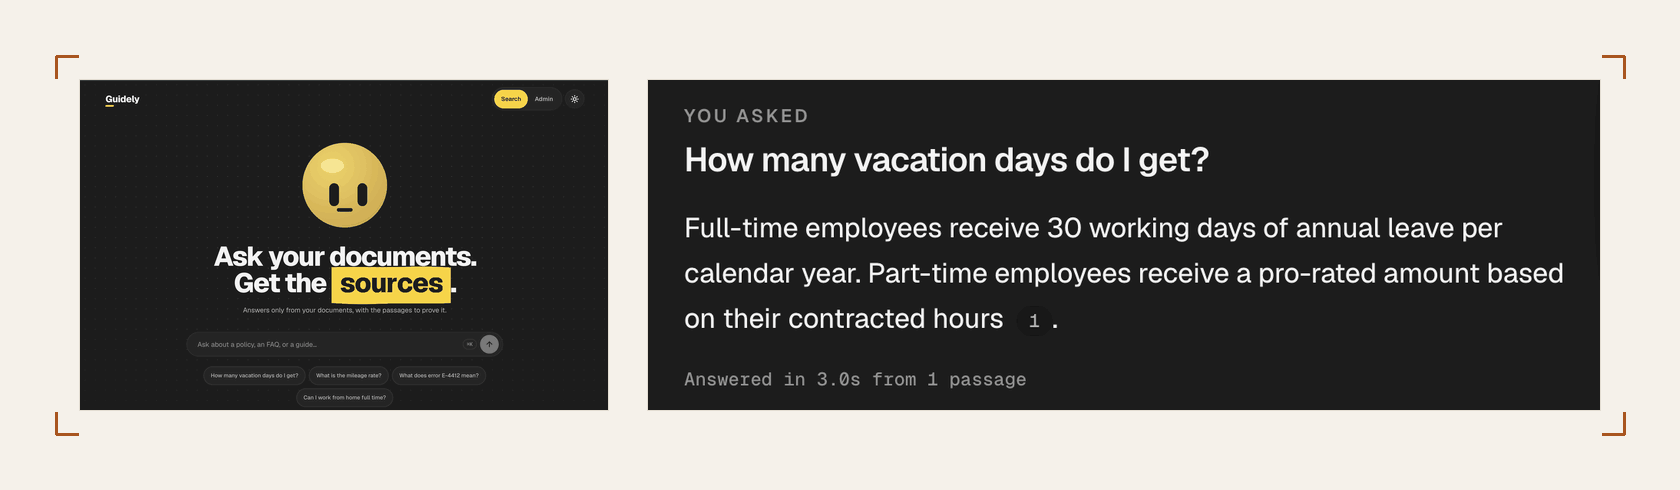 Guidely
Search
Admin
Ask your documents.
Get the sources.
Answers only from your documents, with the passages to prove it.
Ask about a policy, an FAQ, or a guide...
How many vacation days do I get?
What is the mileage rate?
What does error E-4412 mean?
Can I work from home full time?
YOU ASKED
How many vacation days do I get?
Full-time employees receive 30 working days of annual leave per
calendar year. Part-time employees receive a pro-rated amount based
on their contracted hours 1.
Answered in 3.0s from 1 passage